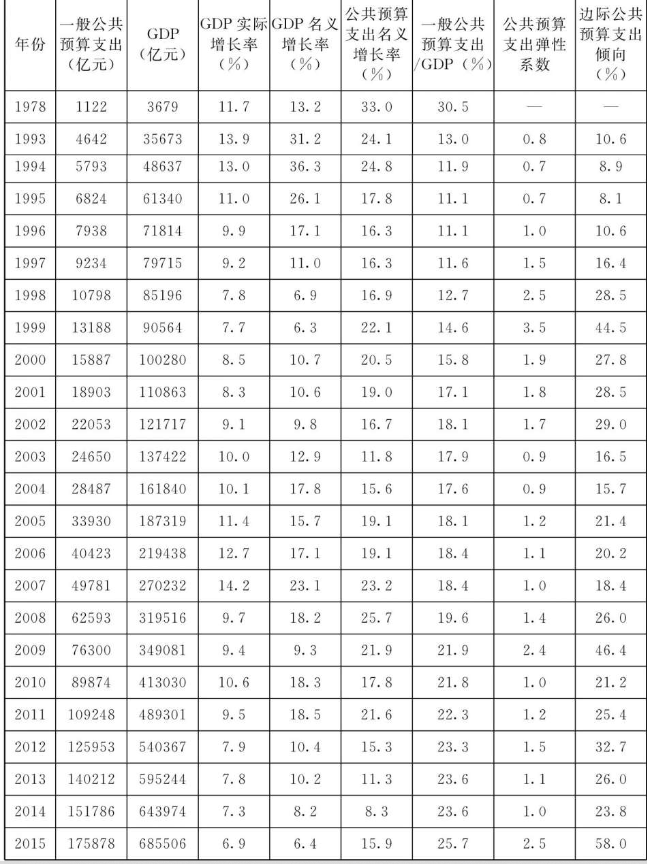 年份 一般公共预算支出（亿元） GDP（亿元） GDP 实际增长率（%） GDP 名义增长率（%） 公共预算支出名义增长率（%） 一般公共预算支出/GDP（%） 公共预算支出弹性系数 边际公共预算支出倾向（%）
1978 1122 3679 11.7 13.2 33.0 30.5 — —
1993 4642 35673 13.9 31.2 24.1 13.0 0.8 10.6
1994 5793 48637 13.0 36.3 24.8 11.9 0.7 8.9
1995 6824 61340 11.0 26.1 17.8 11.1 0.7 8.1
1996 7938 71814 9.9 17.1 16.3 11.1 1.0 10.6
1997 9234 79715 9.2 11.0 16.3 11.6 1.5 16.4
1998 10798 85196 7.8 6.9 16.9 12.7 2.5 28.5
1999 13188 90564 7.7 6.3 22.1 14.6 3.5 44.5
2000 15887 100280 8.5 10.7 20.5 15.8 1.9 27.8
2001 18903 110863 8.3 10.6 19.0 17.1 1.8 28.5
2002 22053 121717 9.1 9.8 16.7 18.1 1.7 29.0
2003 24650 137422 10.0 12.9 11.8 17.9 0.9 16.5
2004 28487 161840 10.1 17.8 15.6 17.6 0.9 15.7
2005 33930 187319 11.4 15.7 19.1 18.1 1.2 21.4
2006 40423 219438 12.7 17.1 19.1 18.4 1.1 20.2
2007 49781 270232 14.2 23.1 23.2 18.4 1.0 18.4
2008 62593 319516 9.7 18.2 25.7 19.6 1.4 26.0
2009 76300 349081 9.4 9.3 21.9 21.9 2.4 46.4
2010 89874 413030 10.6 18.3 17.8 21.8 1.0 21.2
2011 109248 489301 9.5 18.5 21.6 22.3 1.2 25.4
2012 125953 540367 7.9 10.4 15.3 23.3 1.5 32.7
2013 140212 595244 7.8 10.2 11.3 23.6 1.1 26.0
2014 151786 643974 7.3 8.2 8.3 23.6 1.0 23.8
2015 175878 685506 6.9 6.4 15.9 25.7 2.5 58.0